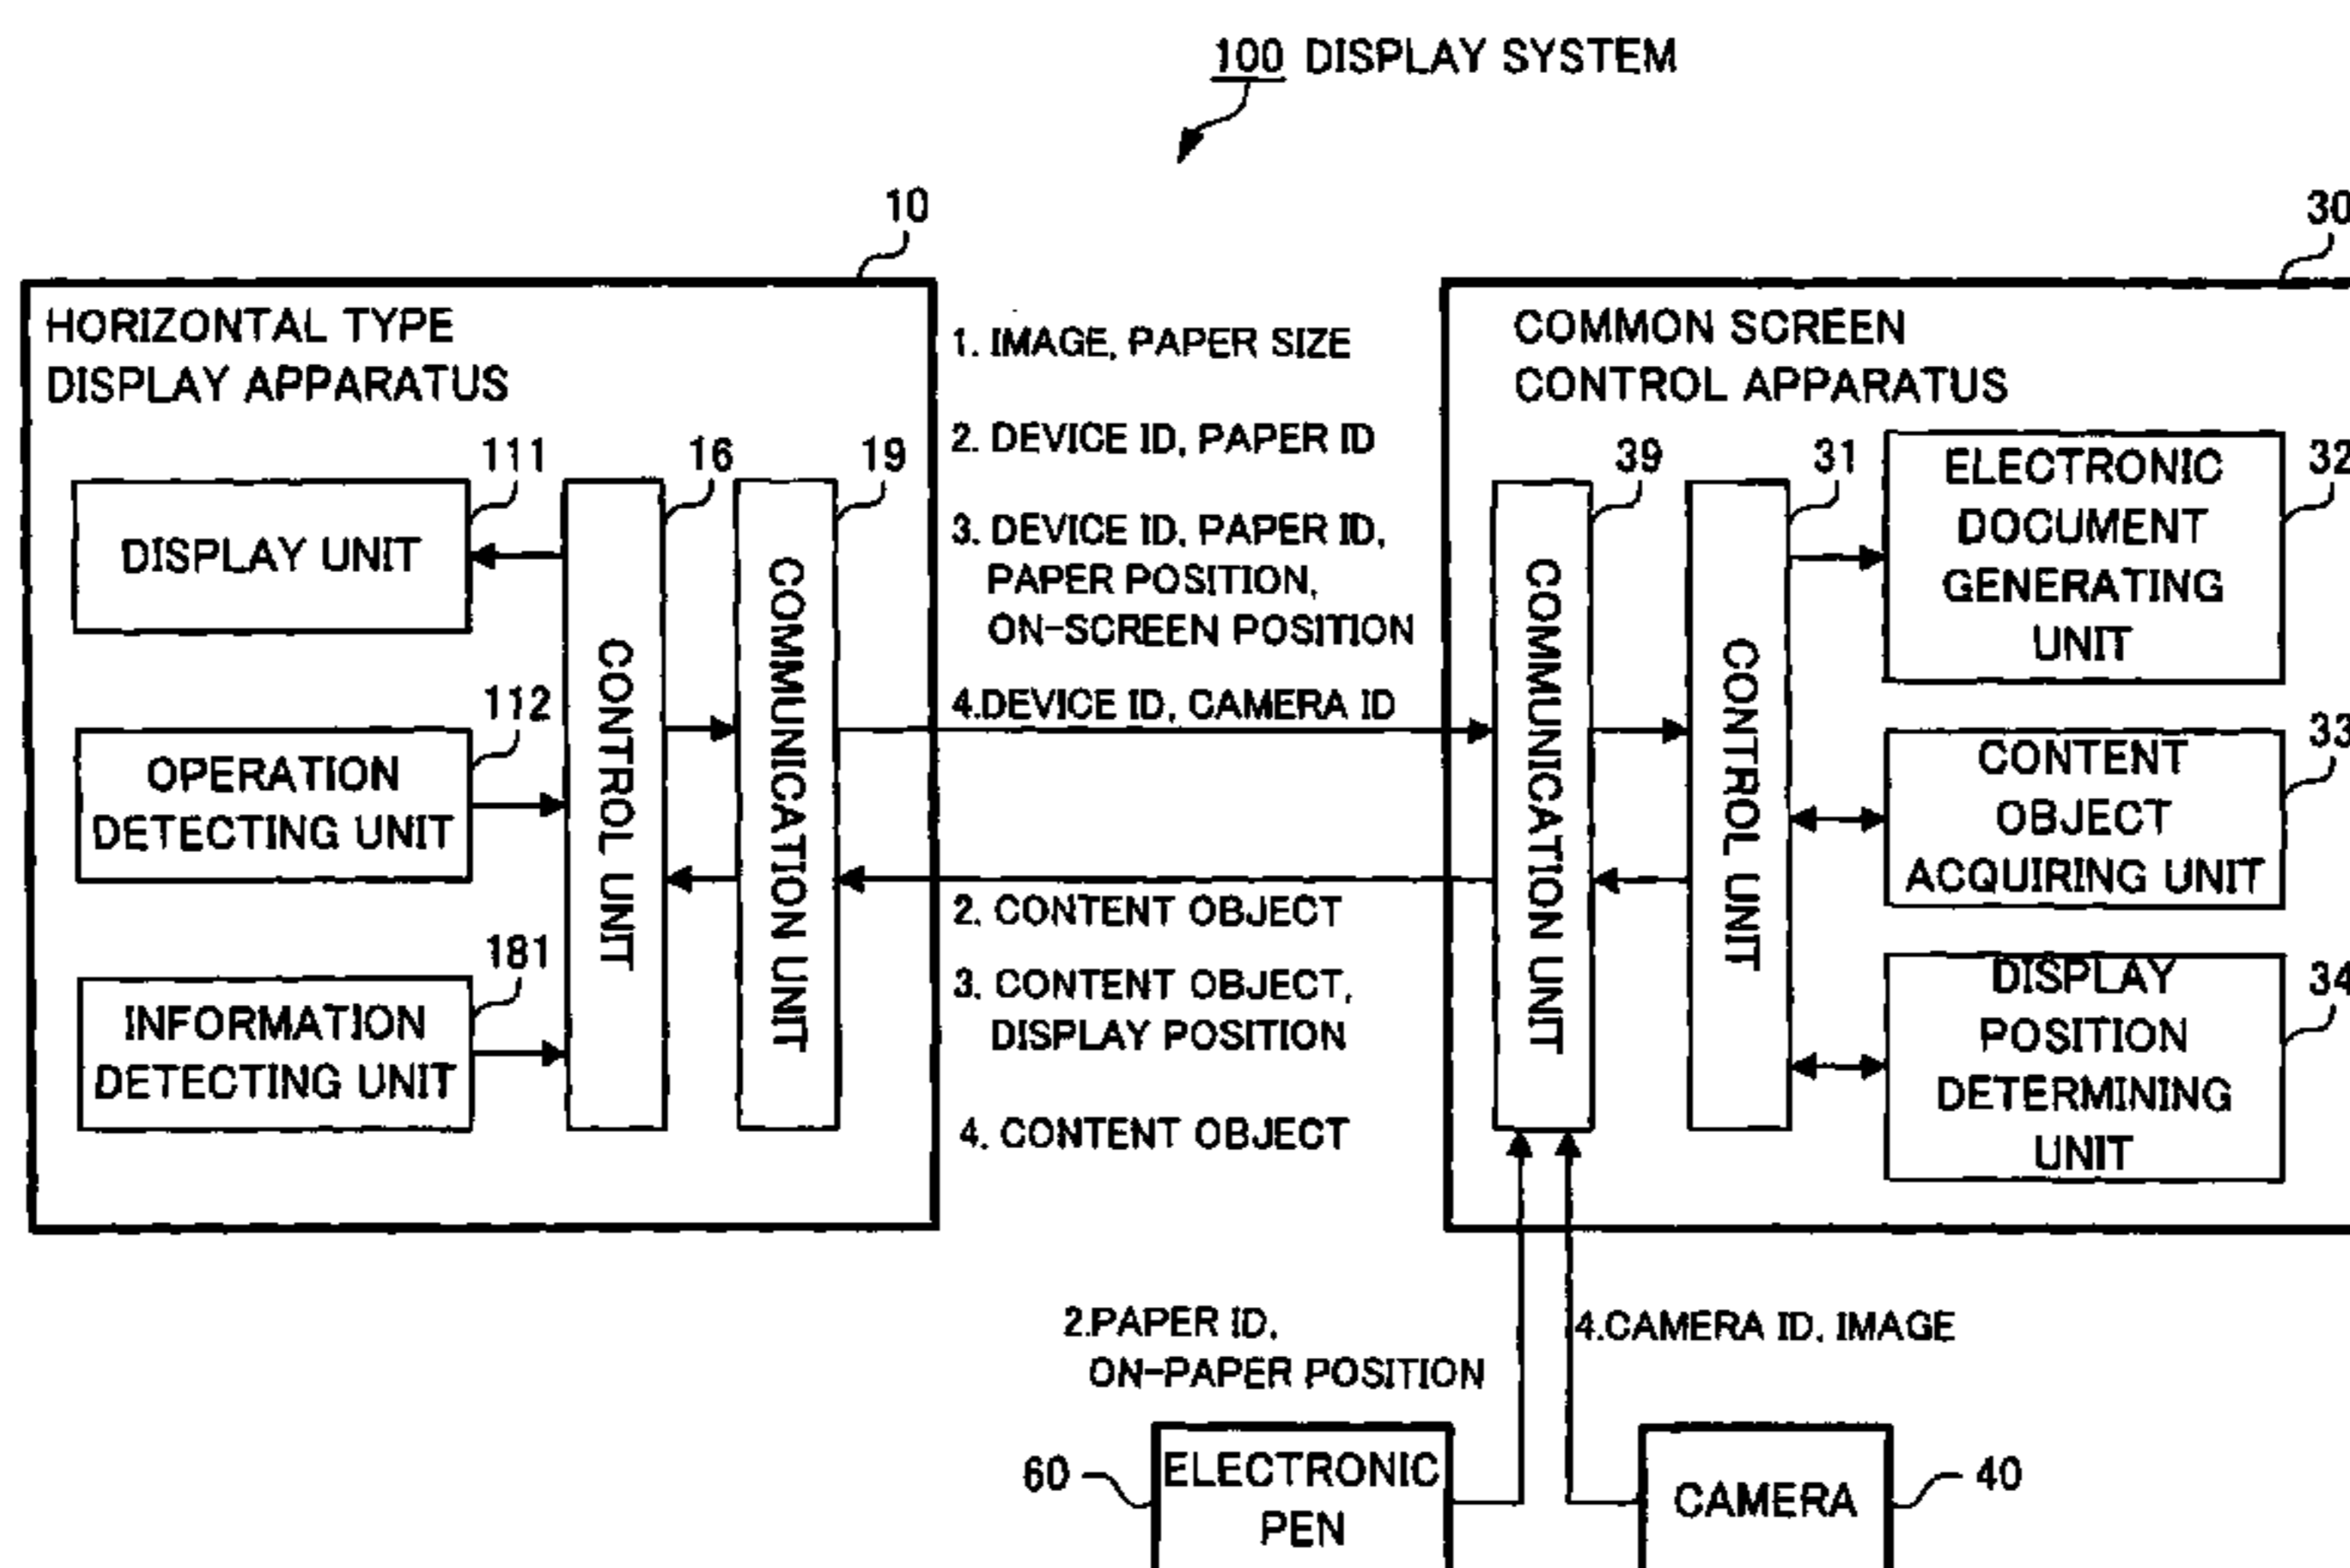 100 DISPLAY SYSTEM
10
30
HORIZONTAL TYPE
DISPLAY APPARATUS
1. IMAGE, PAPER SIZE
2. DEVICE ID, PAPER ID
3. DEVICE ID, PAPER ID,
PAPER POSITION,
ON-SCREEN POSITION
4.DEVICE ID, CAMERA ID
COMMON SCREEN
CONTROL APPARATUS
111
16
19
DISPLAY UNIT
112
OPERATION
DETECTING UNIT
181
INFORMATION
DETECTING UNIT
CONTROL UNIT
COMMUNICATION UNIT
2. CONTENT OBJECT
3. CONTENT OBJECT,
DISPLAY POSITION
4. CONTENT OBJECT
39
31
COMMUNICATION UNIT
CONTROL UNIT
32
ELECTRONIC
DOCUMENT
GENERATING
UNIT
33
CONTENT
OBJECT
ACQUIRING UNIT
34
DISPLAY
POSITION
DETERMINING
UNIT
2.PAPER ID,
ON-PAPER POSITION
4.CAMERA ID, IMAGE
60
ELECTRONIC
PEN
CAMERA
40